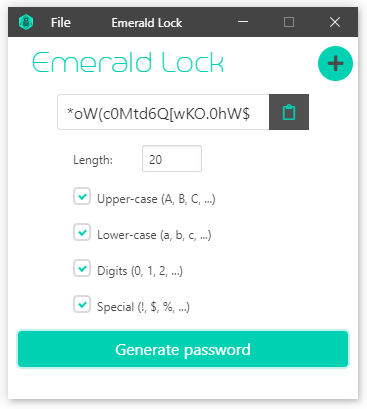 File Emerald Lock
Emerald Lock
*oW(c0Mtd6Q[wKO.0hW$
Length: 20
Upper-case (A, B, C, ...)
Lower-case (a, b, c, ...)
Digits (0, 1, 2, ...)
Special (!, $, %, ...)
Generate password